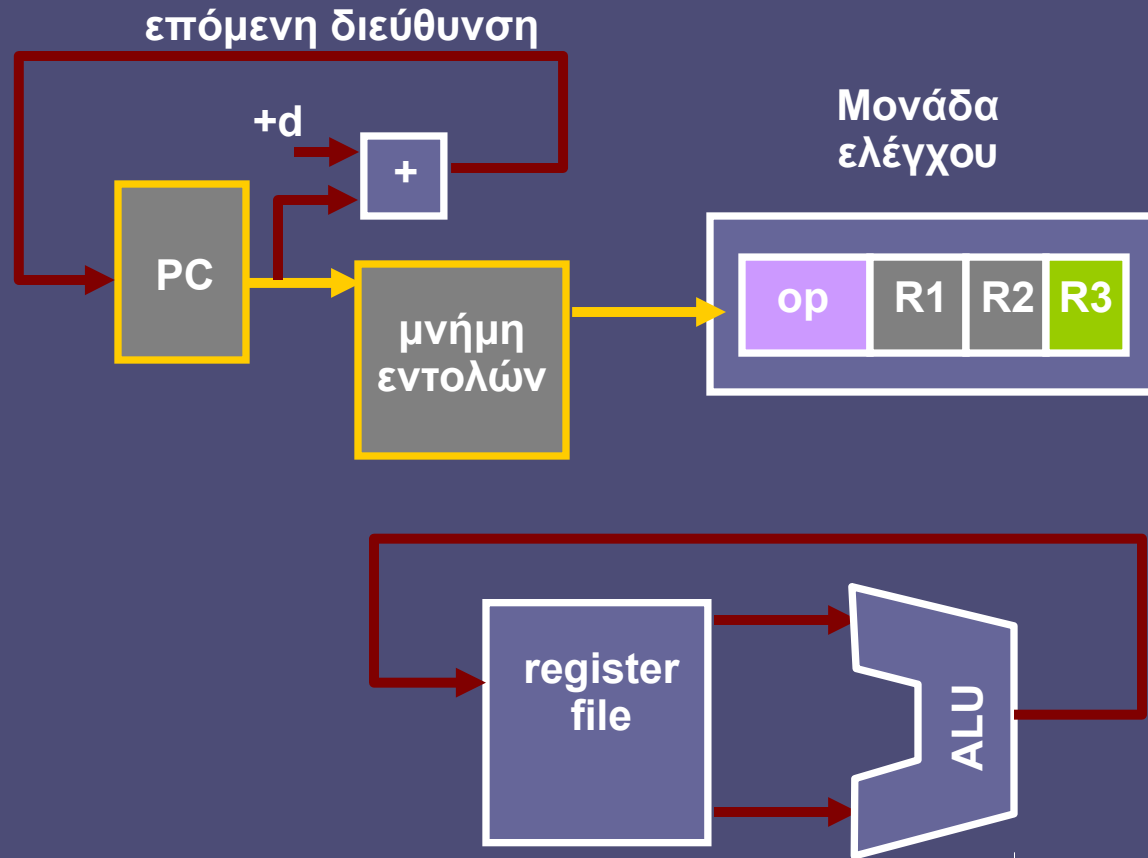 επόμενη διεύθυνση
+d
+
Μονάδα
ελέγχου
PC
μνήμη
εντολών
op R1 R2 R3
register
file
ALU